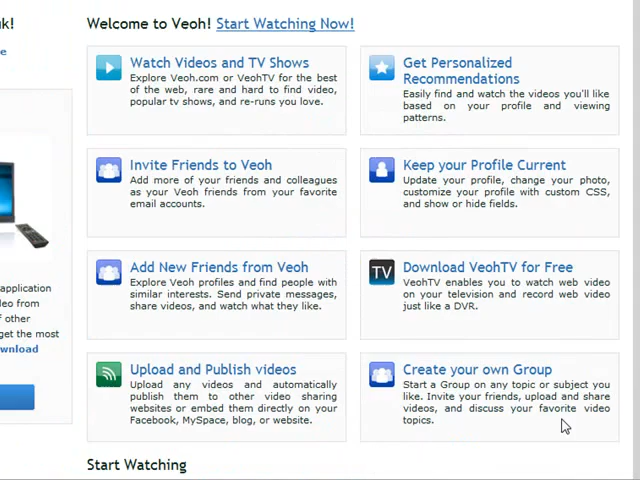 k!
Welcome to Veoh! Start Watching Now!
e
Watch Videos and TV Shows
Explore Veoh.com or VeohTV for the best
of the web, rare and hard to find video,
popular tv shows, and re-runs you love.
Get Personalized
Recommendations
Easily find and watch the videos you'll like
based on your profile and viewing
patterns.
Invite Friends to Veoh
Add more of your friends and colleagues
as your Veoh friends from your favorite
email accounts.
Keep your Profile Current
Update your profile, change your photo,
customize your profile with custom CSS,
and show or hide fields.
Add New Friends from Veoh
Explore Veoh profiles and find people with
similar interests. Send private messages,
share videos, and watch what they like.
TV
Download VeohTV for Free
VeohTV enables you to watch web video
on your television and record web video
just like a DVR.
application
deo from
f other
get the most
wnload
Upload and Publish videos
Upload any videos and automatically
publish them to other video sharing
websites or embed them directly on your
Facebook, MySpace, blog, or website.
Create your own Group
Start a Group on any topic or subject you
like. Invite your friends, upload and share
videos, and discuss your favorite video
topics.
Start Watching